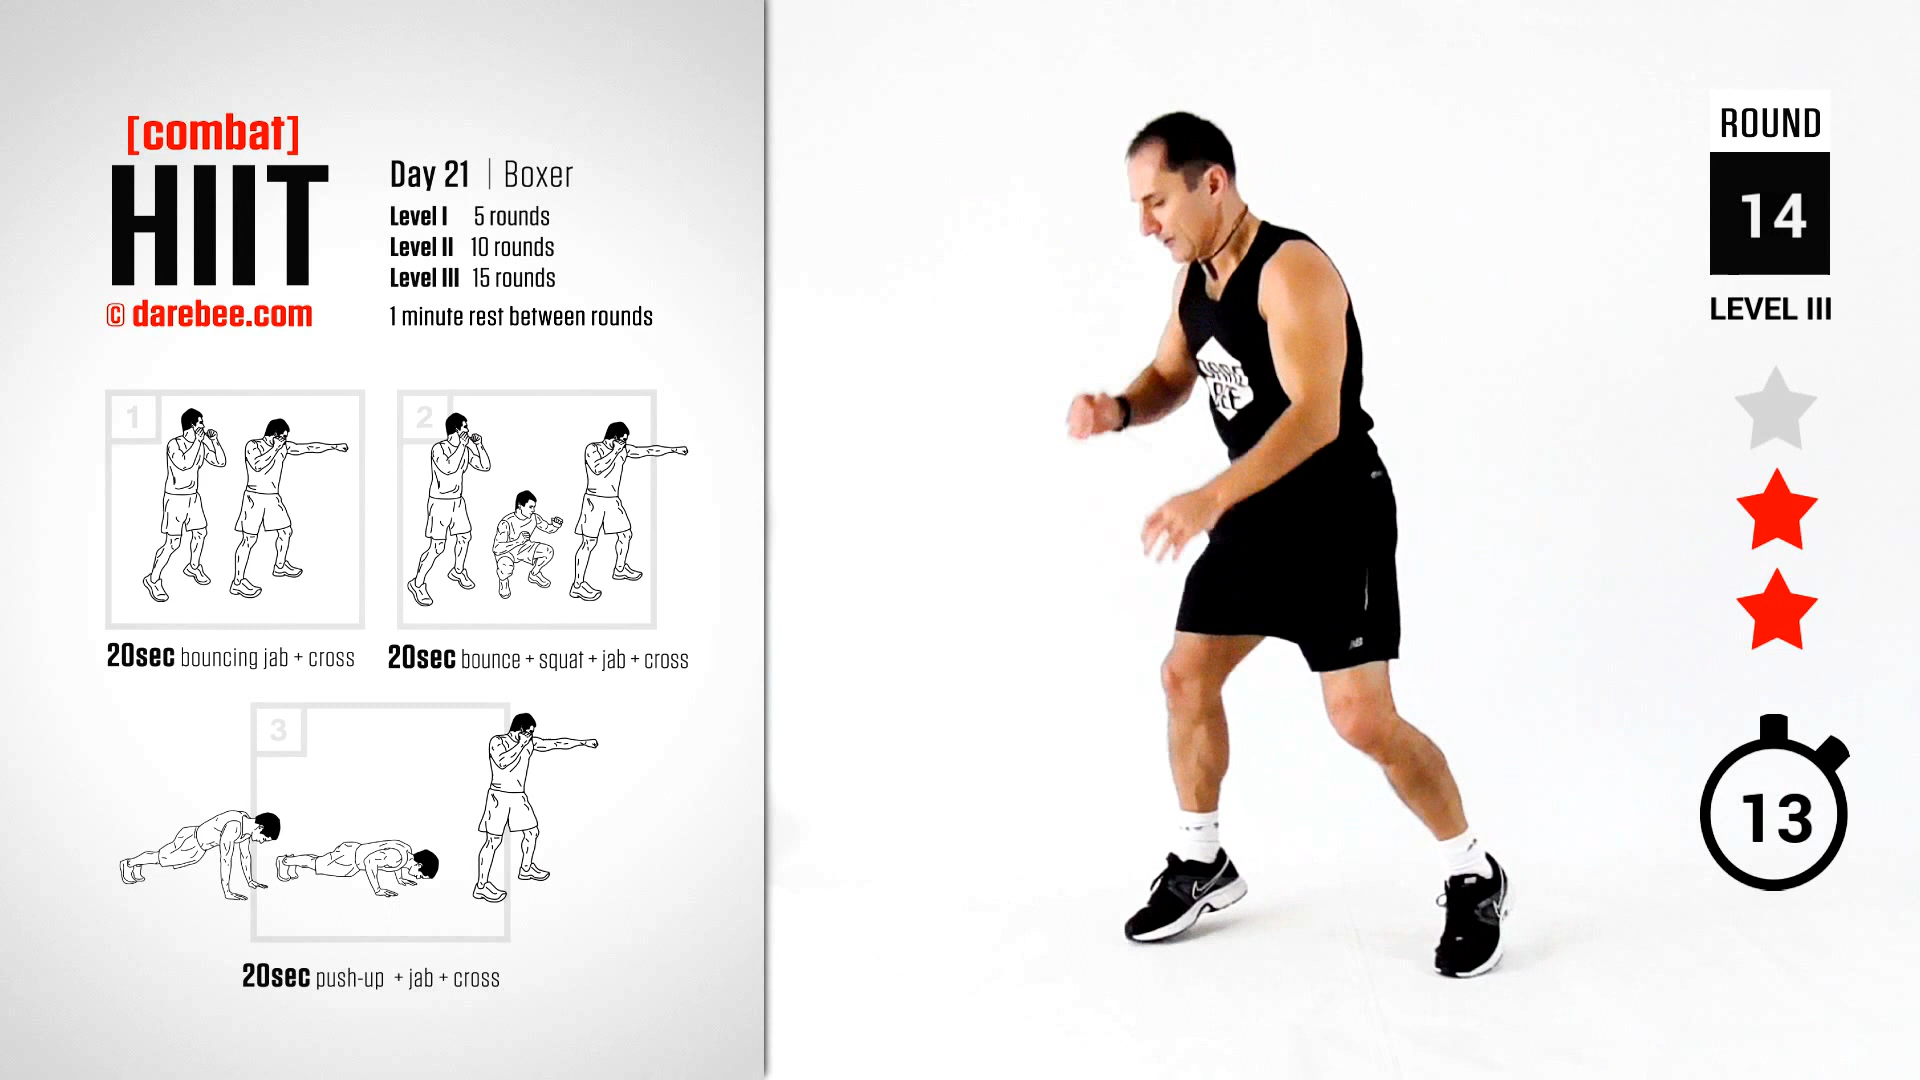 [combat]
HIIT
© darebee.com
Day 21 | Boxer
Level I 5 rounds
Level II 10 rounds
Level III 15 rounds
1 minute rest between rounds
1
2
20sec bouncing jab + cross
20sec bounce + squat + jab + cross
3
20sec push-up + jab + cross
DARE
BEE
ROUND
14
LEVEL III
13